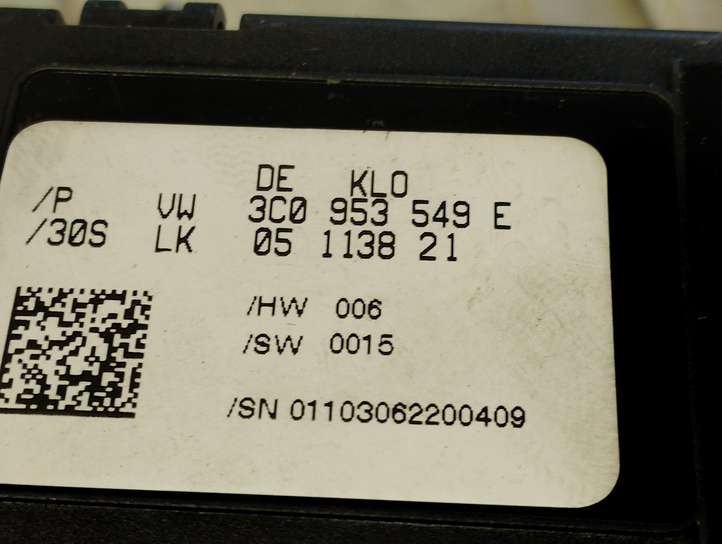 DE KLO
/P VW 3C0 953 549 E
/30S LK 05 1138 21
/HW 006
/SW 0015
/SN 01103062200409